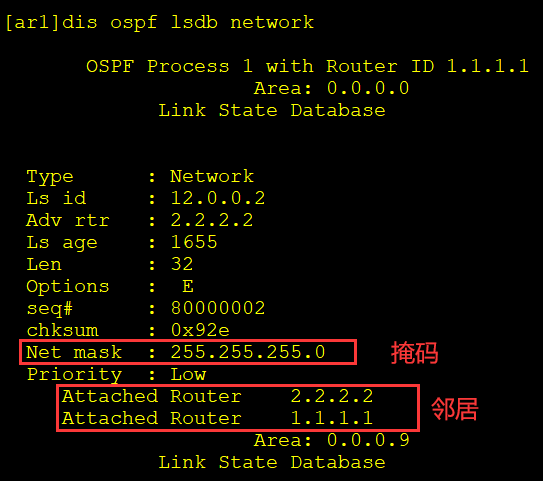 [ar1]dis ospf lsdb network
OSPF Process 1 with Router ID 1.1.1.1
Area: 0.0.0.0
Link State Database
Type : Network
Ls id : 12.0.0.2
Adv rtr : 2.2.2.2
Ls age : 1655
Len : 32
Options : E
seq# : 80000002
chksum : 0x92e
Net mask : 255.255.255.0 掩码
Priority : Low
Attached Router 2.2.2.2
Attached Router 1.1.1.1 邻居
Area: 0.0.0.9
Link State Database